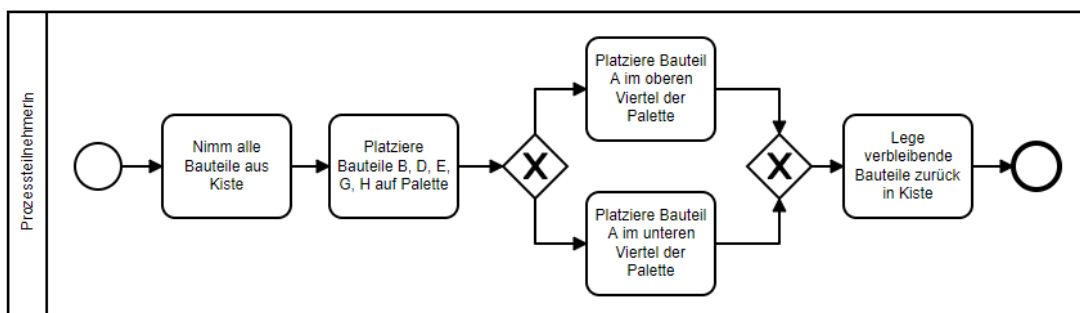 ProzessteilnehmerIn
Nimm alle
Bauteile aus
Kiste
Platziere
Bauteile B, D, E,
G, H auf Palette
X
Platziere Bauteil
A im oberen
Viertel der
Palette
Platziere Bauteil
A im unteren
Viertel der
Palette
X
Lege
verbleibende
Bauteile zurück
in Kiste